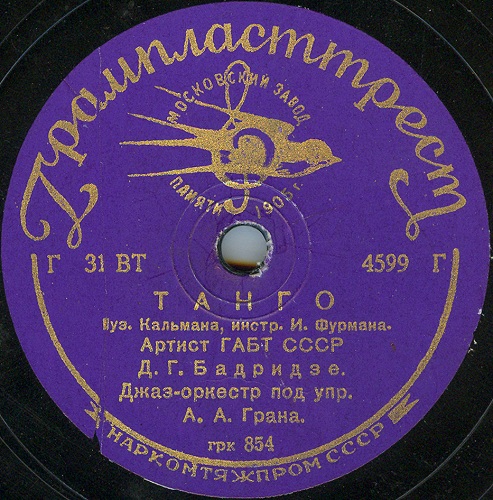 Грампласттрест
МОСКОВСКИЙ ЗАВОД
ПАМЯТИ 1905 г.
Г 31 ВТ 4599 Г
ТАНГО
Муз. Кальмана, инстр. И. Фурмана.
Артист ГАБТ СССР
Д. Г. Бадридзе.
Джаз-оркестр под упр.
А. А. Грана.
грк 854
НАРКОМТЯЖПРОМ СССР